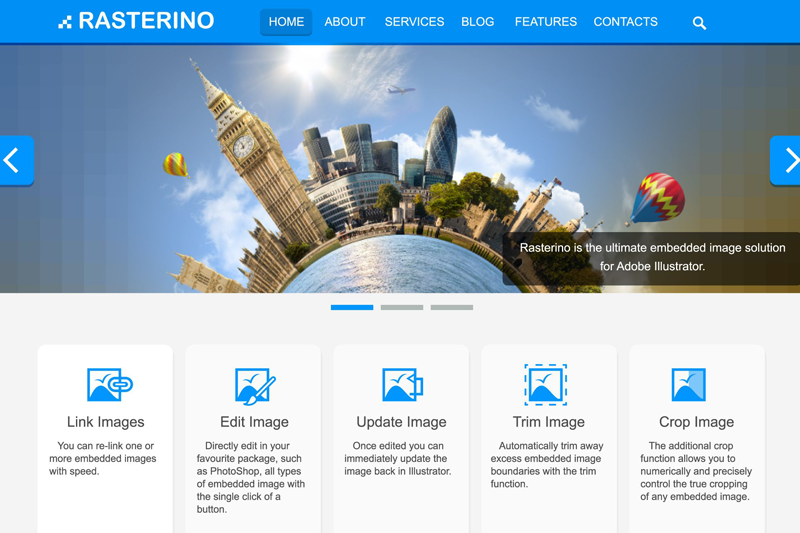 RASTERINO
HOME ABOUT SERVICES BLOG FEATURES CONTACTS
Rasterino is the ultimate embedded image solution
for Adobe Illustrator.
Link Images
You can re-link one or
more embedded images
with speed.
Edit Image
Directly edit in your
favourite package, such
as PhotoShop, all types
of embedded image with
the single click of a
button.
Update Image
Once edited you can
immediately update the
image back in Illustrator.
Trim Image
Automatically trim away
excess embedded image
boundaries with the trim
function.
Crop Image
The additional crop
function allows you to
numerically and precisely
control the true cropping
of any embedded image.